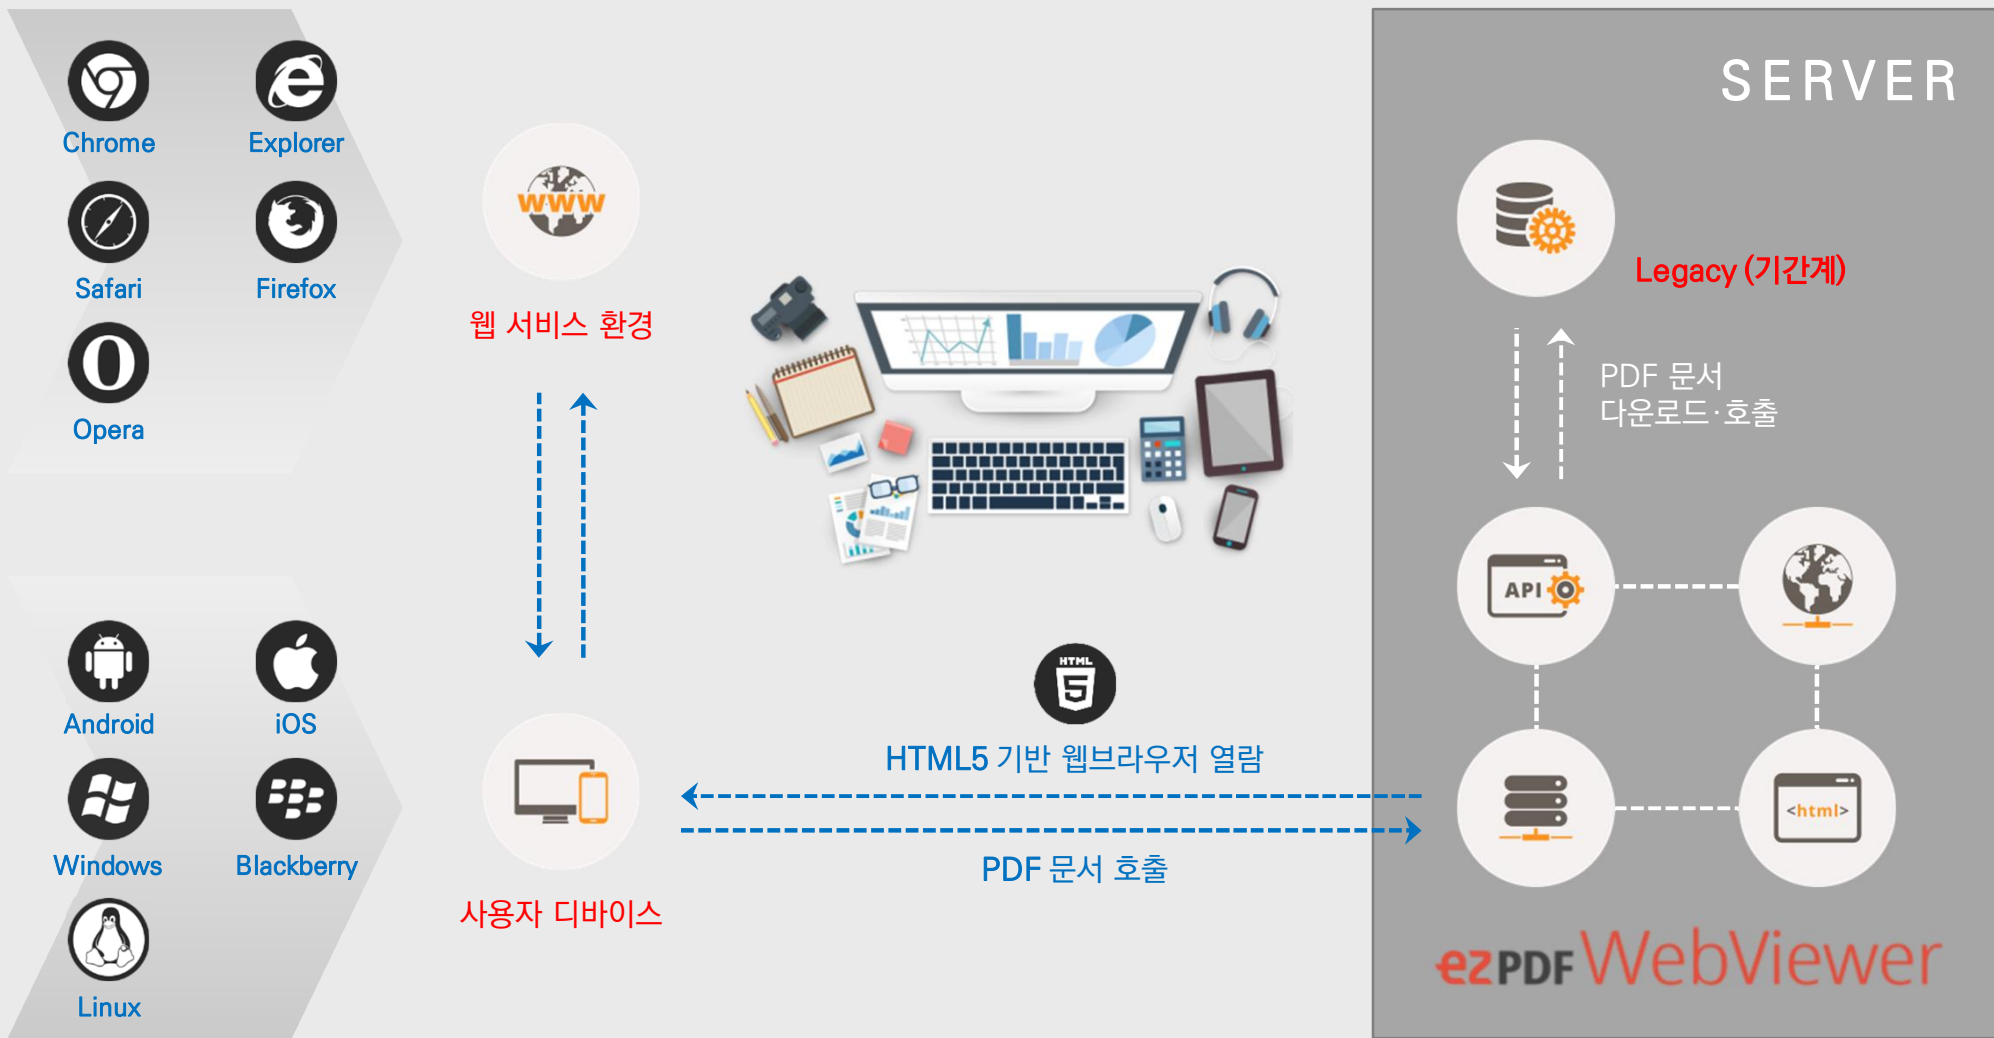 Chrome
Explorer
Safari
Firefox
Opera
Android
iOS
Windows
Blackberry
Linux
WWW
웹 서비스 환경
사용자 디바이스
HTML
5
HTML5 기반 웹브라우저 열람
PDF 문서 호출
SERVER
Legacy (기간계)
PDF 문서
다운로드·호출
API
<html>
ezPDF WebViewer